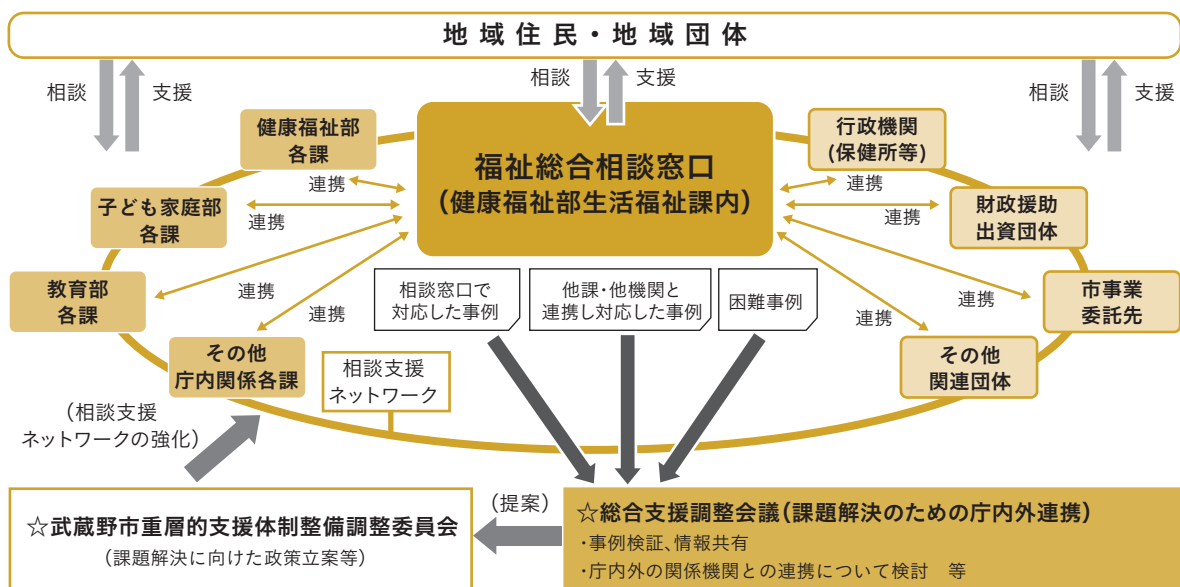 地域住民・地域団体
相談
支援
相談
支援
相談
支援
健康福祉部
各課
福祉総合相談窓口
(健康福祉部生活福祉課内)
行政機関
(保健所等)
連携
連携
子ども家庭部
各課
連携
連携
財政援助
出資団体
教育部
各課
連携
連携
市事業
委託先
連携
連携
相談窓口で
対応した事例
他課・他機関と
連携し対応した事例
困難事例
その他
庁内関係各課
相談支援
ネットワーク
その他
関連団体
(相談支援
ネットワークの強化)
☆武蔵野市重層的支援体制整備調整委員会
(課題解決に向けた政策立案等)
(提案)
☆総合支援調整会議(課題解決のための庁内外連携)
・事例検証、情報共有
・庁内外の関係機関との連携について検討　等